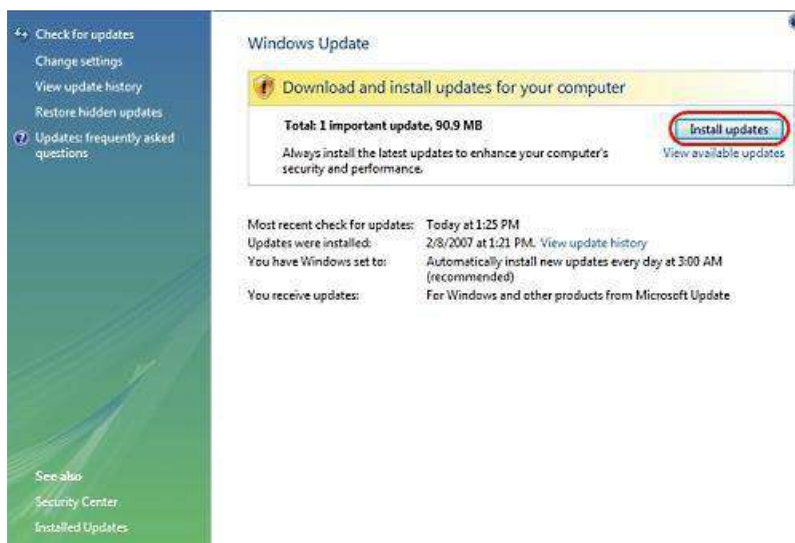 Check for updates
Change settings
View update history
Restore hidden updates
Updates: frequently asked
questions
See also
Security Center
Installed Updates
Windows Update
Download and install updates for your computer
Total: 1 important update, 90.9 MB
Install updates
Always install the latest updates to enhance your computer's
security and performance.
View available updates
Most recent check for updates: Today at 1:25 PM
Updates were installed: 2/8/2007 at 1:21 PM. View update history
You have Windows set to: Automatically install new updates every day at 3:00 AM
(recommended)
You receive updates: For Windows and other products from Microsoft Update